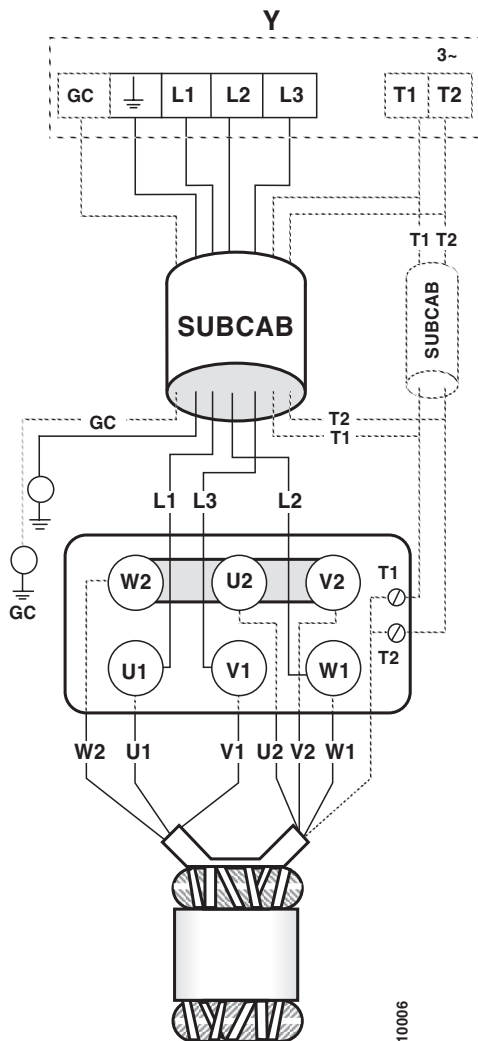 Y
3~
GC L1 L2 L3 T1 T2
T1 T2
SUBCAB
SUBCAB
GC
T2
T1
L1 L3 L2
W2 U2 V2
T1
GC
U1 V1 W1
T2
W2 U1 V1 U2 V2 W1
10006